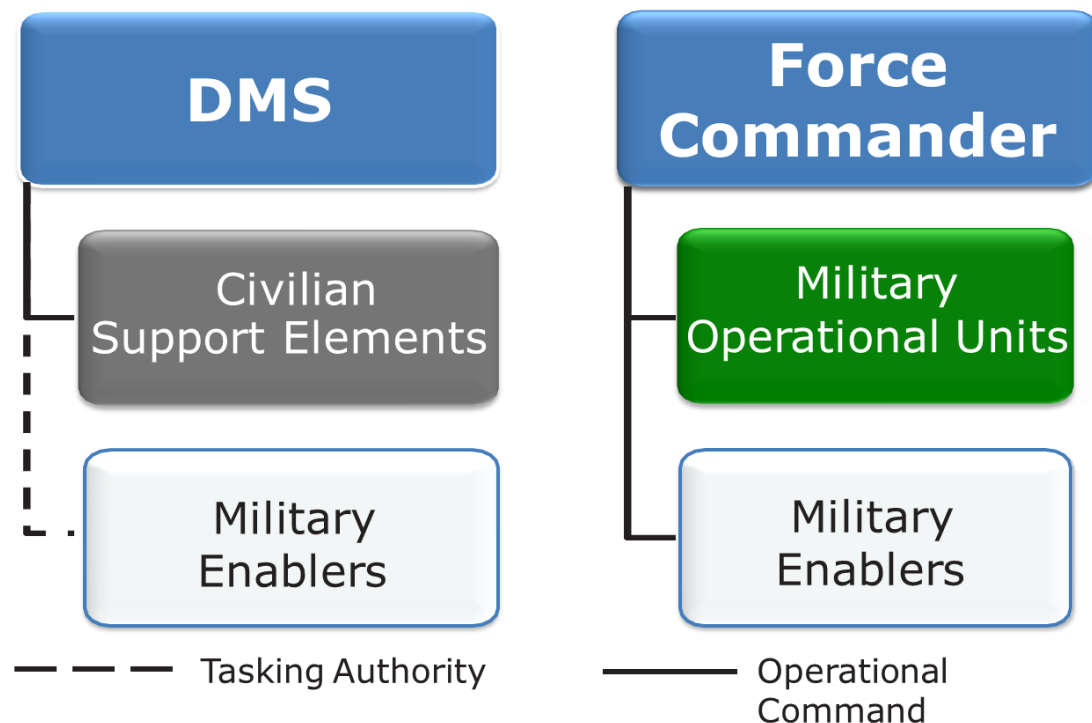 DMS
Civilian
Support Elements
Military
Enablers
Force
Commander
Military
Operational Units
Military
Enablers
Tasking Authority
Operational
Command